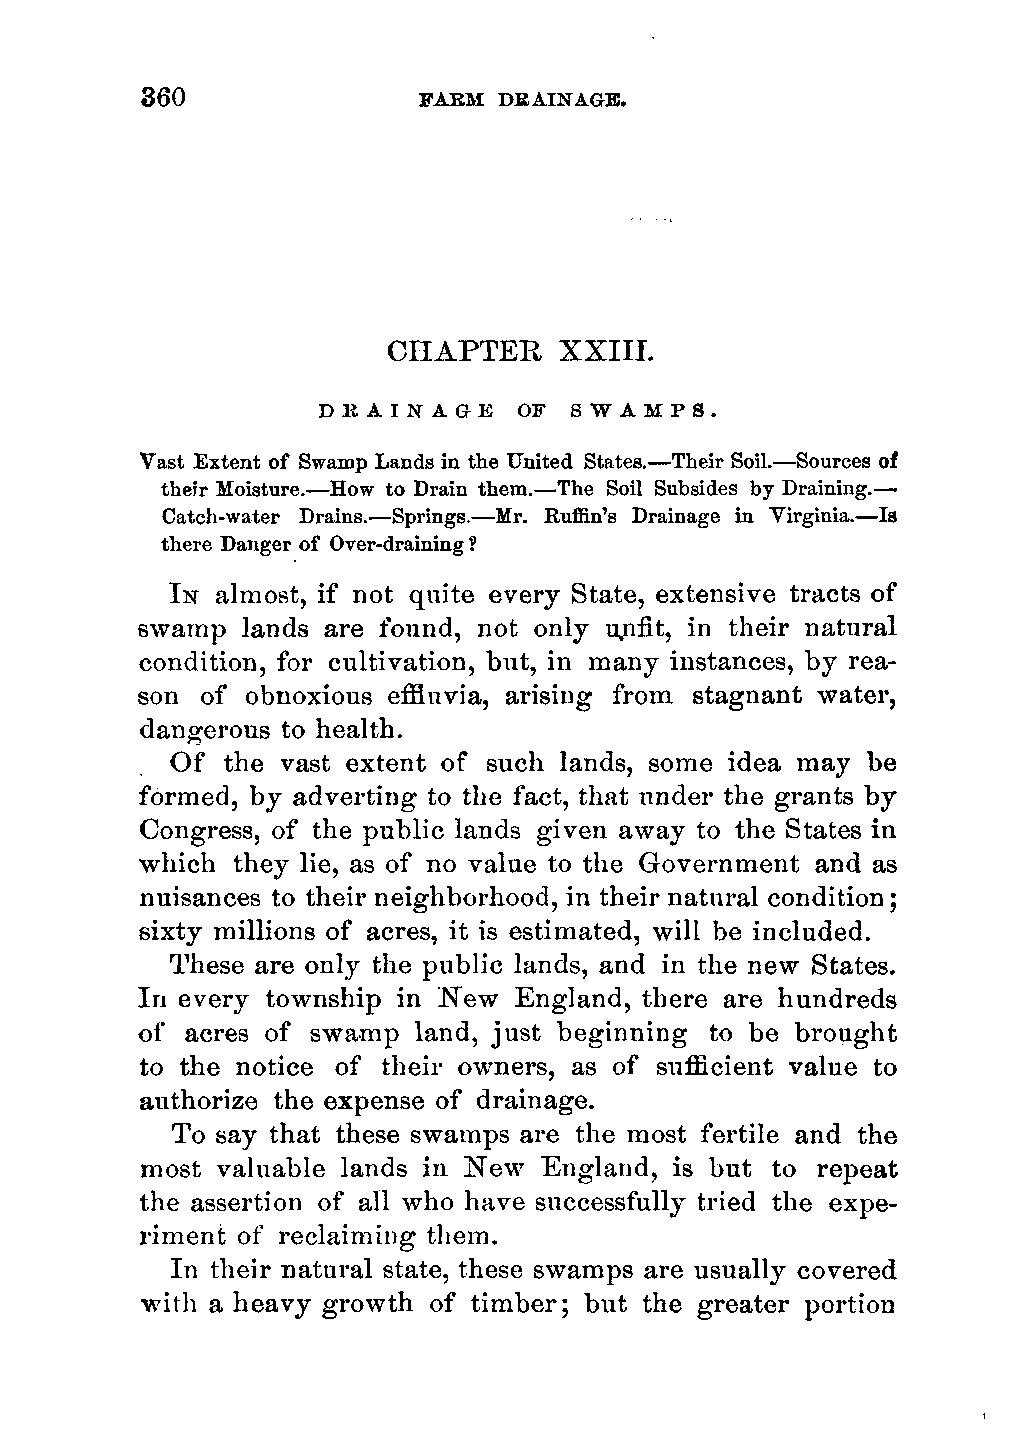 360 FARM DRAINAGE.
CHAPTER XXIII.
DRAINAGE OF SWAMPS.
Vast Extent of Swamp Lands in the United States.—Their Soil.—Sources of
their Moisture.—How to Drain them.—The Soil Subsides by Draining.—
Catch-water Drains.—Springs.—Mr. Ruffin's Drainage in Virginia.—Is
there Danger of Over-draining?
IN almost, if not quite every State, extensive tracts of
swamp lands are found, not only unfit, in their natural
condition, for cultivation, but, in many instances, by rea-
son of obnoxious effluvia, arising from stagnant water,
dangerous to health.
Of the vast extent of such lands, some idea may be
formed, by adverting to the fact, that under the grants by
Congress, of the public lands given away to the States in
which they lie, as of no value to the Government and as
nuisances to their neighborhood, in their natural condition;
sixty millions of acres, it is estimated, will be included.
These are only the public lands, and in the new States.
In every township in New England, there are hundreds
of acres of swamp land, just beginning to be brought
to the notice of their owners, as of sufficient value to
authorize the expense of drainage.
To say that these swamps are the most fertile and the
most valuable lands in New England, is but to repeat
the assertion of all who have successfully tried the expe-
riment of reclaiming them.
In their natural state, these swamps are usually covered
with a heavy growth of timber; but the greater portion
1